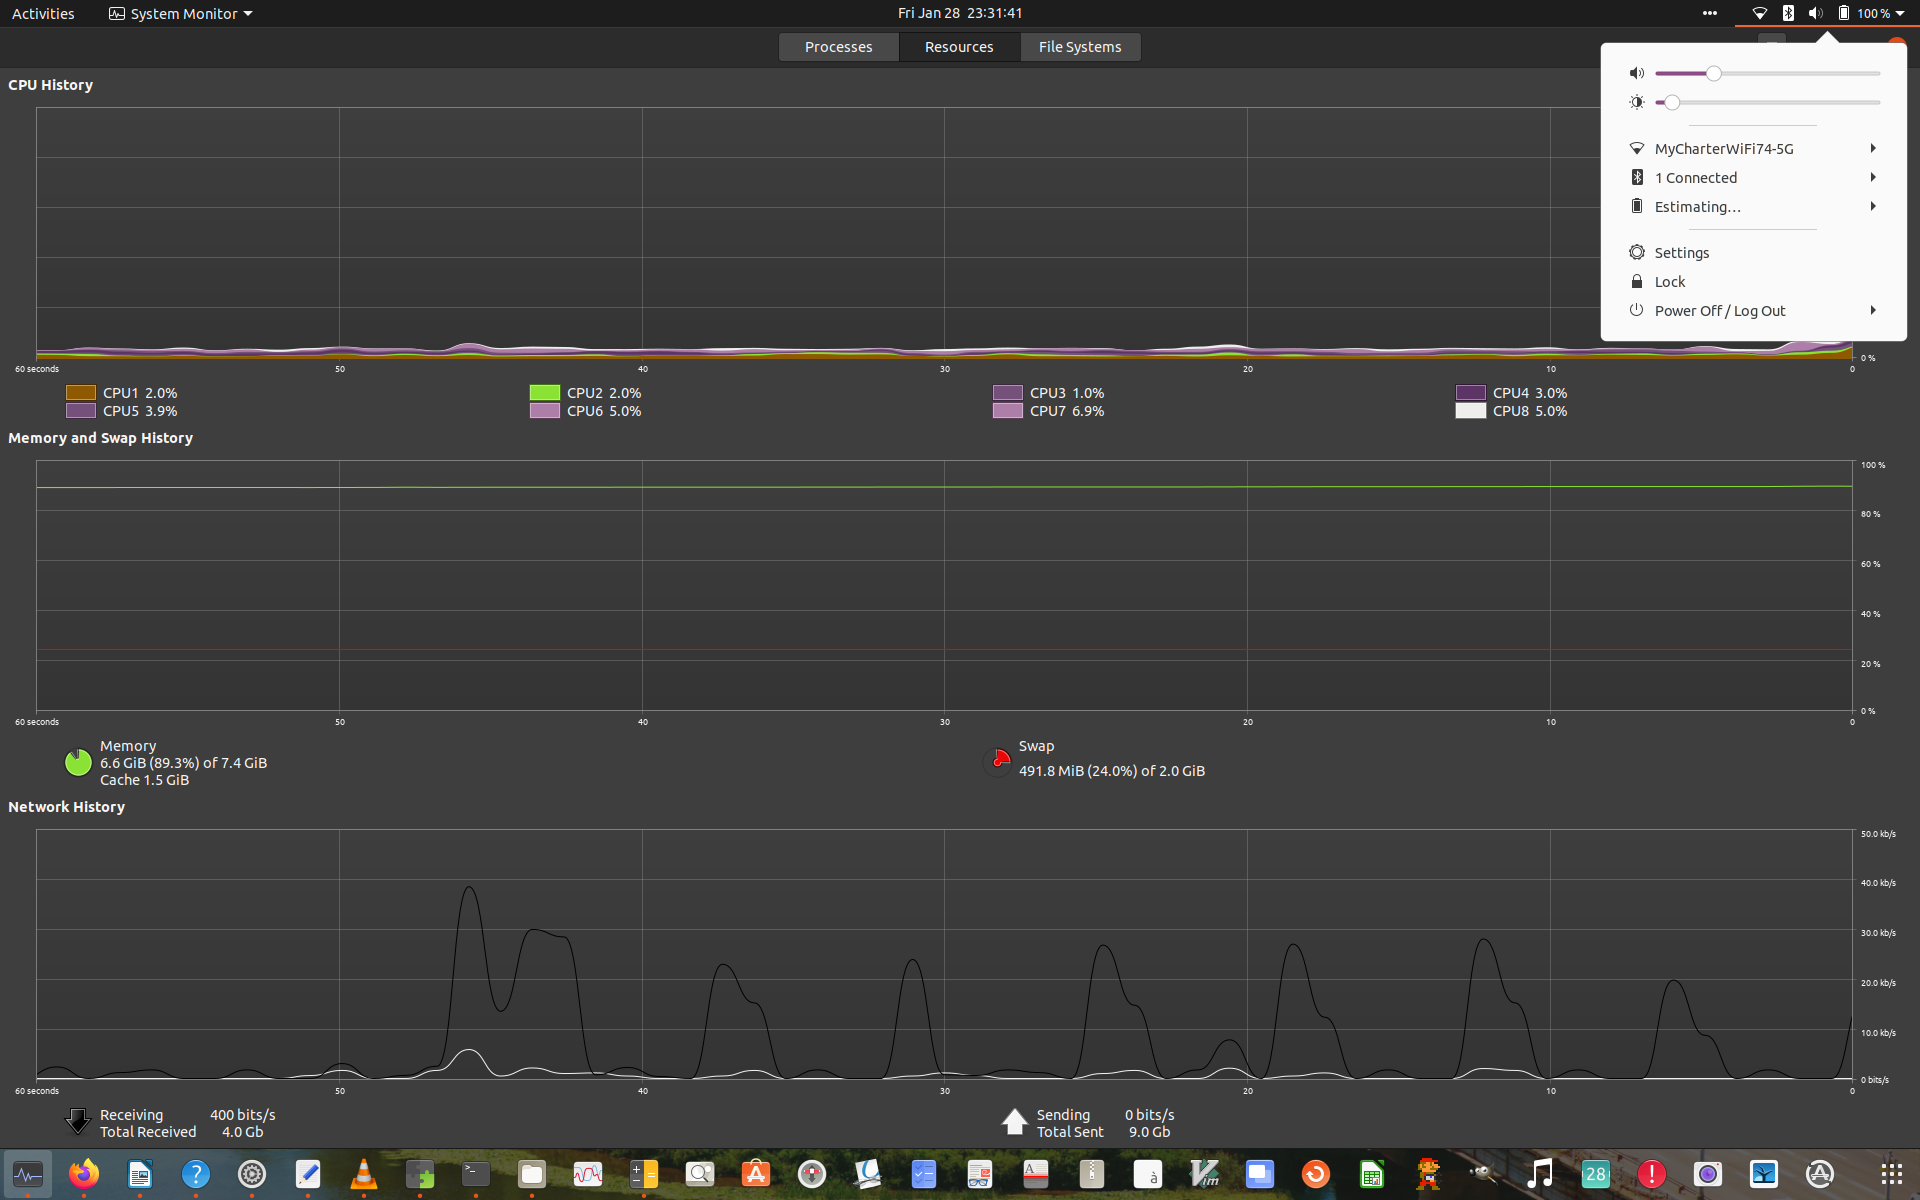 Activities
System Monitor
Fri Jan 28 23:31:41
100 %
Processes
Resources
File Systems
CPU History
MyCharterWiFi74-5G
1 Connected
Estimating…
Settings
Lock
Power Off / Log Out
0 %
60 seconds 50 40 30 20 10 0
CPU1 2.0% CPU2 2.0% CPU3 1.0% CPU4 3.0%
CPU5 3.9% CPU6 5.0% CPU7 6.9% CPU8 5.0%
Memory and Swap History
100 %
80 %
60 %
40 %
20 %
0 %
60 seconds 50 40 30 20 10 0
Memory
6.6 GiB (89.3%) of 7.4 GiB
Cache 1.5 GiB
Swap
491.8 MiB (24.0%) of 2.0 GiB
Network History
50.0 kb/s
40.0 kb/s
30.0 kb/s
20.0 kb/s
10.0 kb/s
0 bits/s
60 seconds 50 40 30 20 10 0
Receiving 400 bits/s
Total Received 4.0 Gb
Sending 0 bits/s
Total Sent 9.0 Gb
?
>_
A
à
Vim
28
!